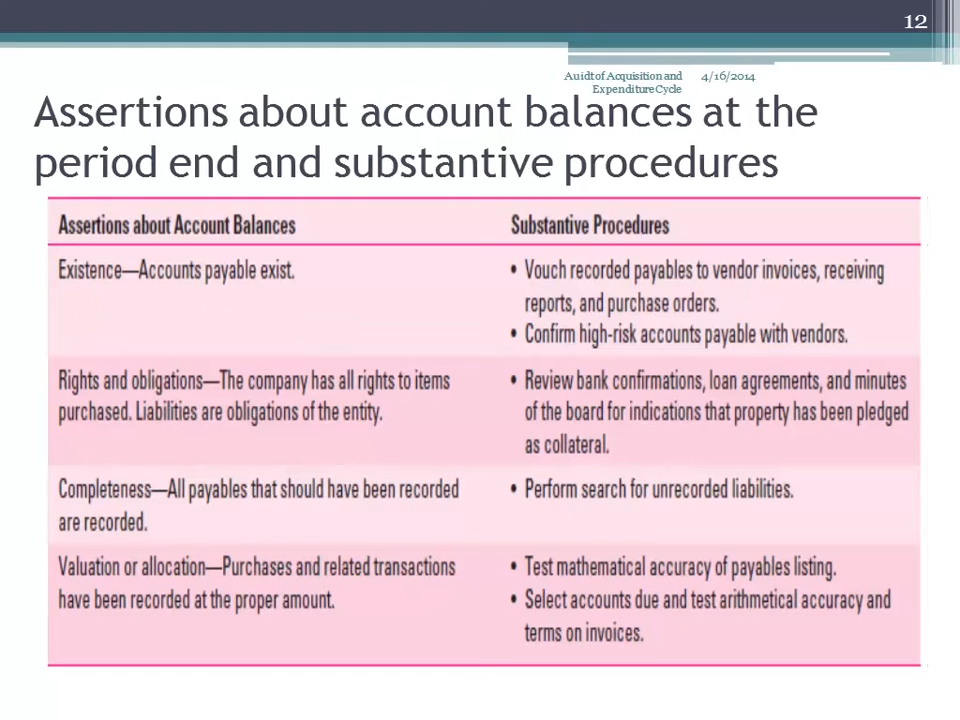 12
Auidt of Acquisition and 4/16/2014
Expenditure Cycle
Assertions about account balances at the
period end and substantive procedures
Assertions about Account Balances
Substantive Procedures
Existence—Accounts payable exist.
• Vouch recorded payables to vendor invoices, receiving
reports, and purchase orders.
• Confirm high-risk accounts payable with vendors.
Rights and obligations—The company has all rights to items
purchased. Liabilities are obligations of the entity.
• Review bank confirmations, loan agreements, and minutes
of the board for indications that property has been pledged
as collateral.
Completeness—All payables that should have been recorded
are recorded.
• Perform search for unrecorded liabilities.
Valuation or allocation—Purchases and related transactions
have been recorded at the proper amount.
• Test mathematical accuracy of payables listing.
• Select accounts due and test arithmetical accuracy and
terms on invoices.